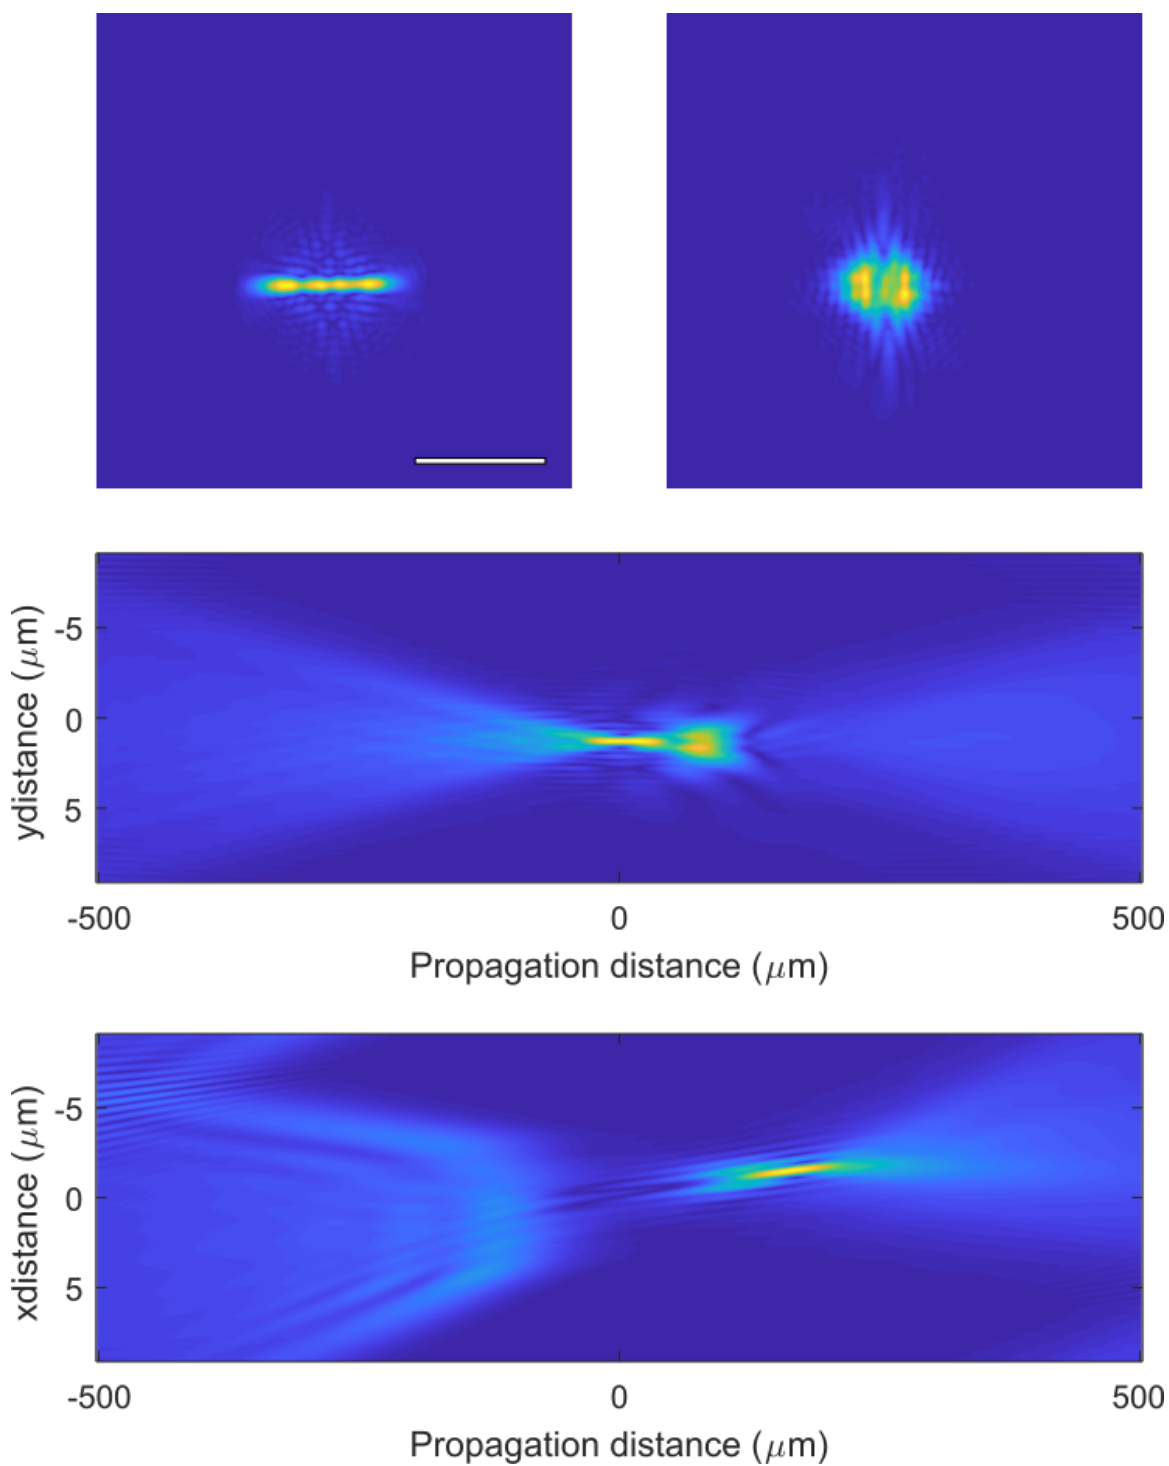 ydistance (μm)
-5
0
5
-500 0 500
Propagation distance (μm)
xdistance (μm)
-5
0
5
-500 0 500
Propagation distance (μm)